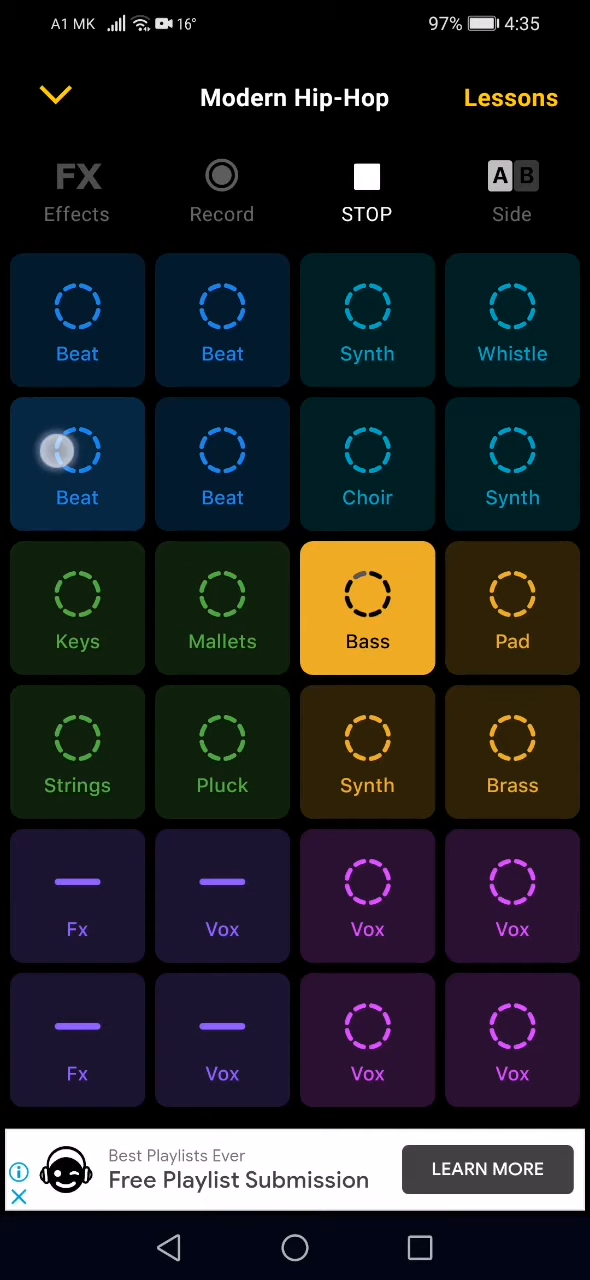 A1 MK 16° 97% 4:35
Modern Hip-Hop Lessons
FX A B
Effects Record STOP Side
Beat Beat Synth Whistle
Beat Beat Choir Synth
Keys Mallets Bass Pad
Strings Pluck Synth Brass
Fx Vox Vox Vox
Fx Vox Vox Vox
Best Playlists Ever
Free Playlist Submission LEARN MORE